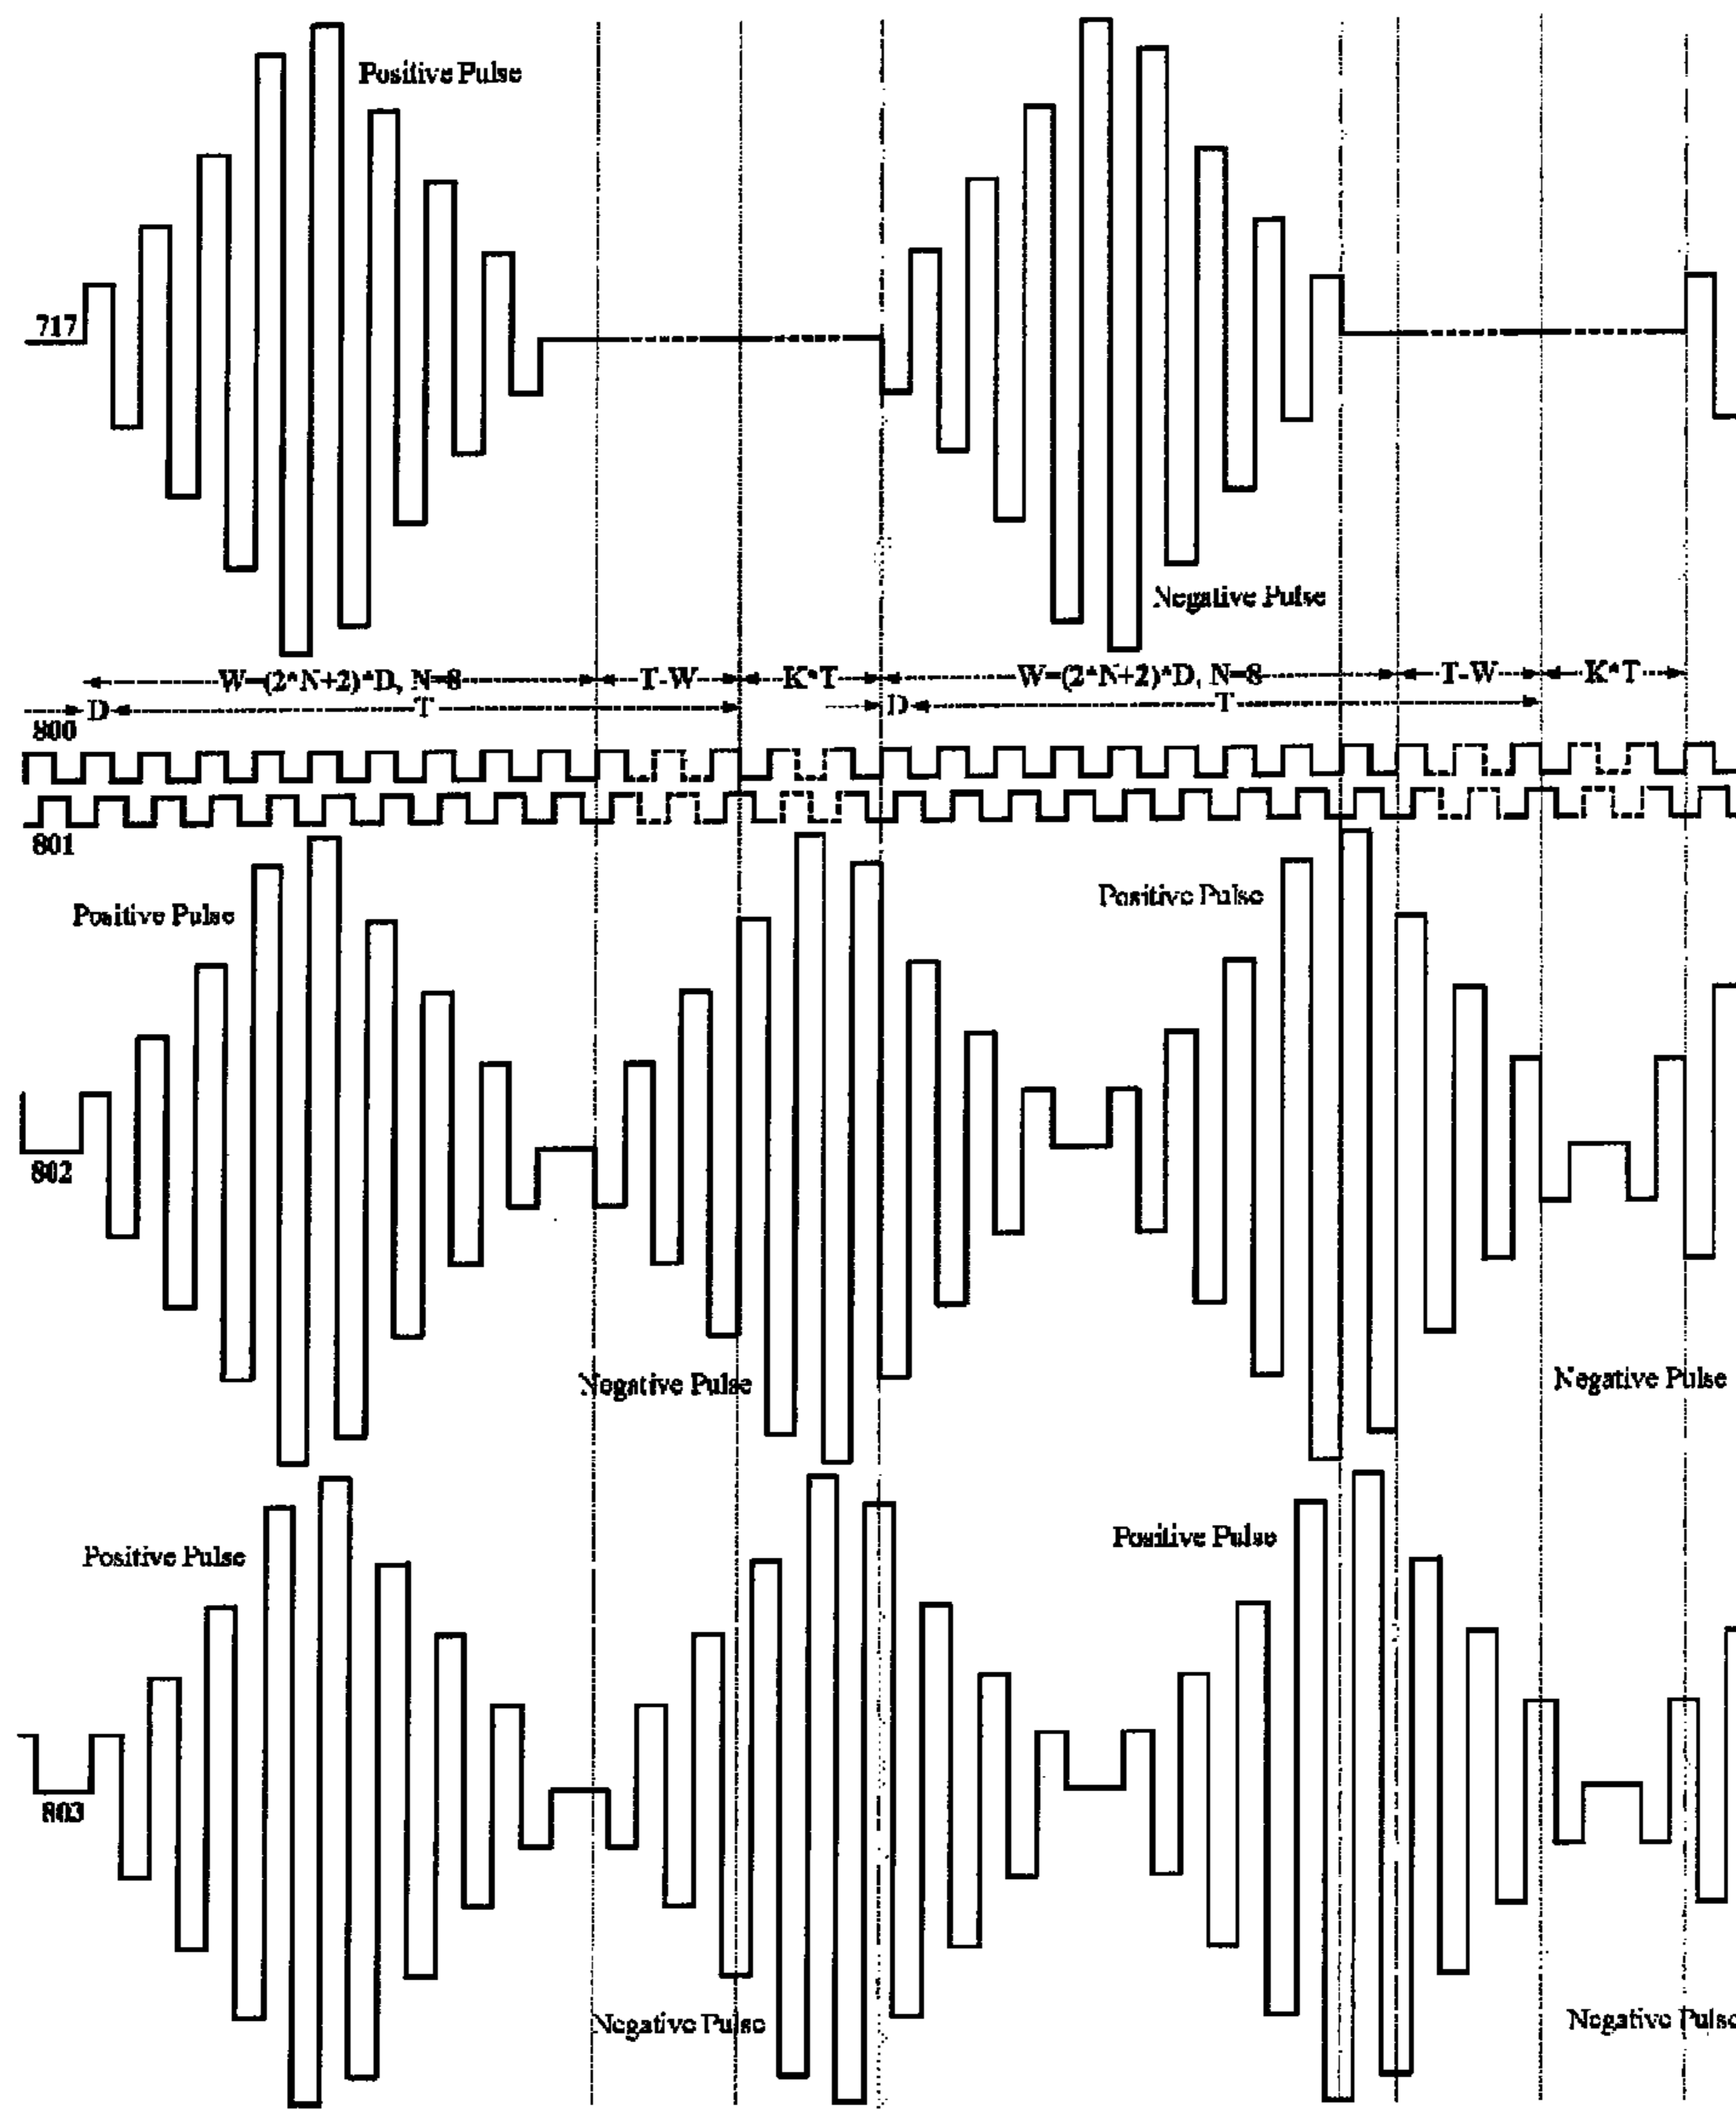 Positive Pulse
717
Negative Pulse
W=(2*N+2)*D, N=8 T-W K*T W=(2*N+2)*D, N=8 T-W K*T
D T D T
800
801
Positive Pulse
Positive Pulse
802
Negative Pulse
Negative Pulse
Positive Pulse
Positive Pulse
803
Negative Pulse
Negative Pulse